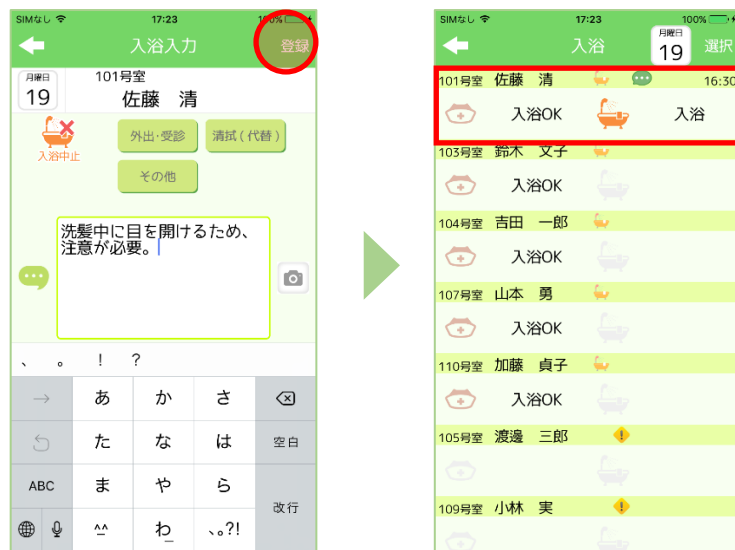 SIMなし 17:23 100%
入浴入力 登録
月曜日 19
101号室
佐藤 清
入浴中止
外出・受診
清拭(代替)
その他
洗髪中に目を開けるため、
注意が必要。
、 。 ! ?
→ あ か さ
た な は 空白
ABC ま や ら
^^ わ_ 、。?! 改行
SIMなし 17:23 100%
入浴 月曜日 19 選択
101号室 佐藤 清 16:30
入浴OK 入浴
103号室 鈴木 文子
入浴OK
104号室 吉田 一郎
入浴OK
107号室 山本 勇
入浴OK
110号室 加藤 貞子
入浴OK
105号室 渡邉 三郎
109号室 小林 実